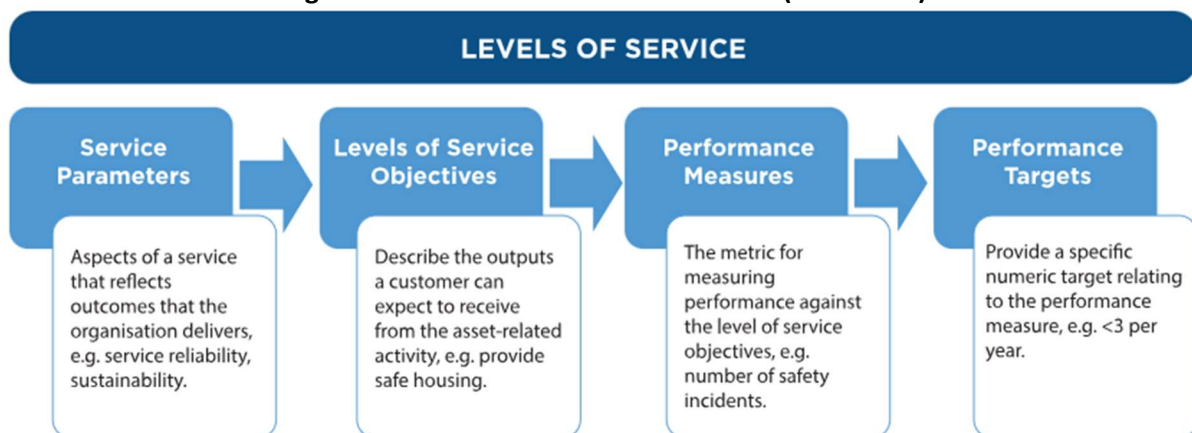 LEVELS OF SERVICE
Service
Parameters
Aspects of a service
that reflects
outcomes that the
organisation delivers,
e.g. service reliability,
sustainability.
Levels of Service
Objectives
Describe the outputs
a customer can
expect to receive
from the asset-related
activity, e.g. provide
safe housing.
Performance
Measures
The metric for
measuring
performance against
the level of service
objectives, e.g.
number of safety
incidents.
Performance
Targets
Provide a specific
numeric target relating
to the performance
measure, e.g. <3 per
year.